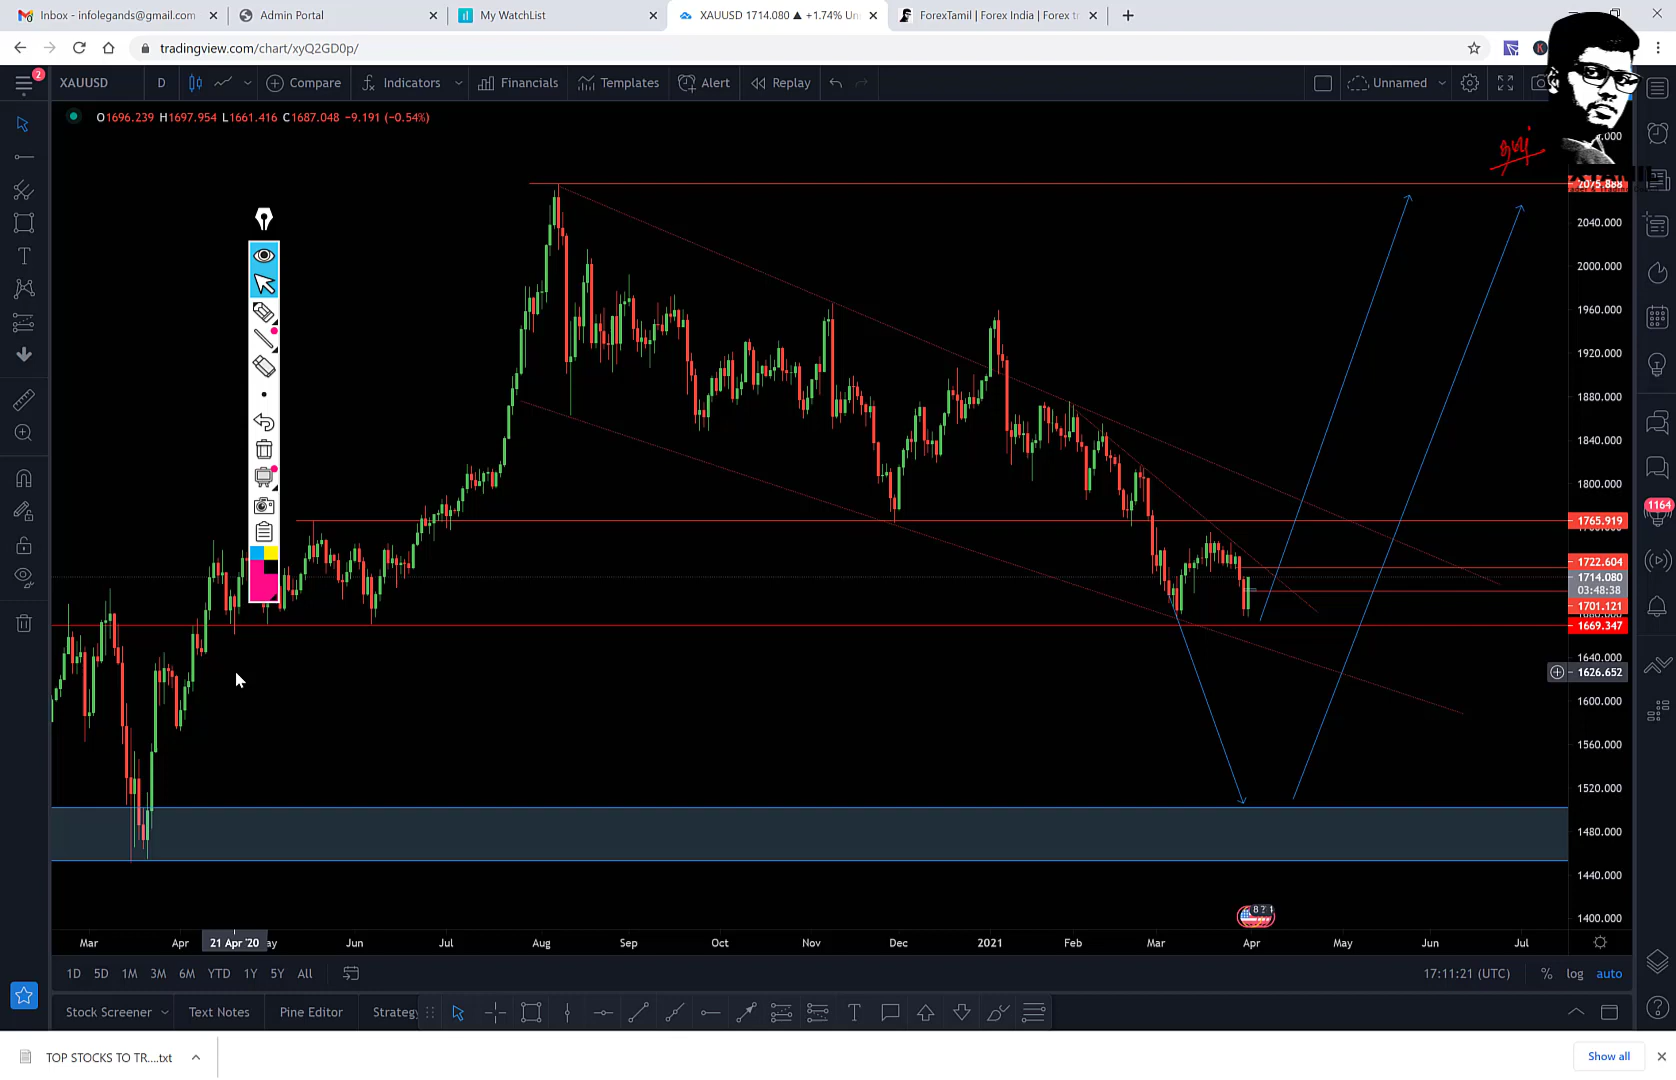 Inbox - infolegands@gmail.com
Admin Portal
My WatchList
XAUUSD 1714.080 ▲ +1.74% Un
ForexTamil | Forex India | Forex tr
tradingview.com/chart/xyQ2GD0p/
2
XAUUSD
D
Compare
Indicators
Financials
Templates
Alert
Replay
Unnamed
O1696.239 H1697.954 L1661.416 C1687.048 −9.191 (−0.54%)
2075.888
2040.000
2000.000
1960.000
1920.000
1880.000
1840.000
1800.000
1765.919
1722.604
1714.080
03:48:38
1701.121
1669.347
1640.000
1626.652
1600.000
1560.000
1520.000
1480.000
1440.000
1400.000
1164
Mar
Apr
21 Apr '20
Jun
Jul
Aug
Sep
Oct
Nov
Dec
2021
Feb
Mar
Apr
May
Jun
Jul
1D 5D 1M 3M 6M YTD 1Y 5Y All
17:11:21 (UTC)
% log auto
Stock Screener
Text Notes
Pine Editor
Strategy
TOP STOCKS TO TR....txt
Show all